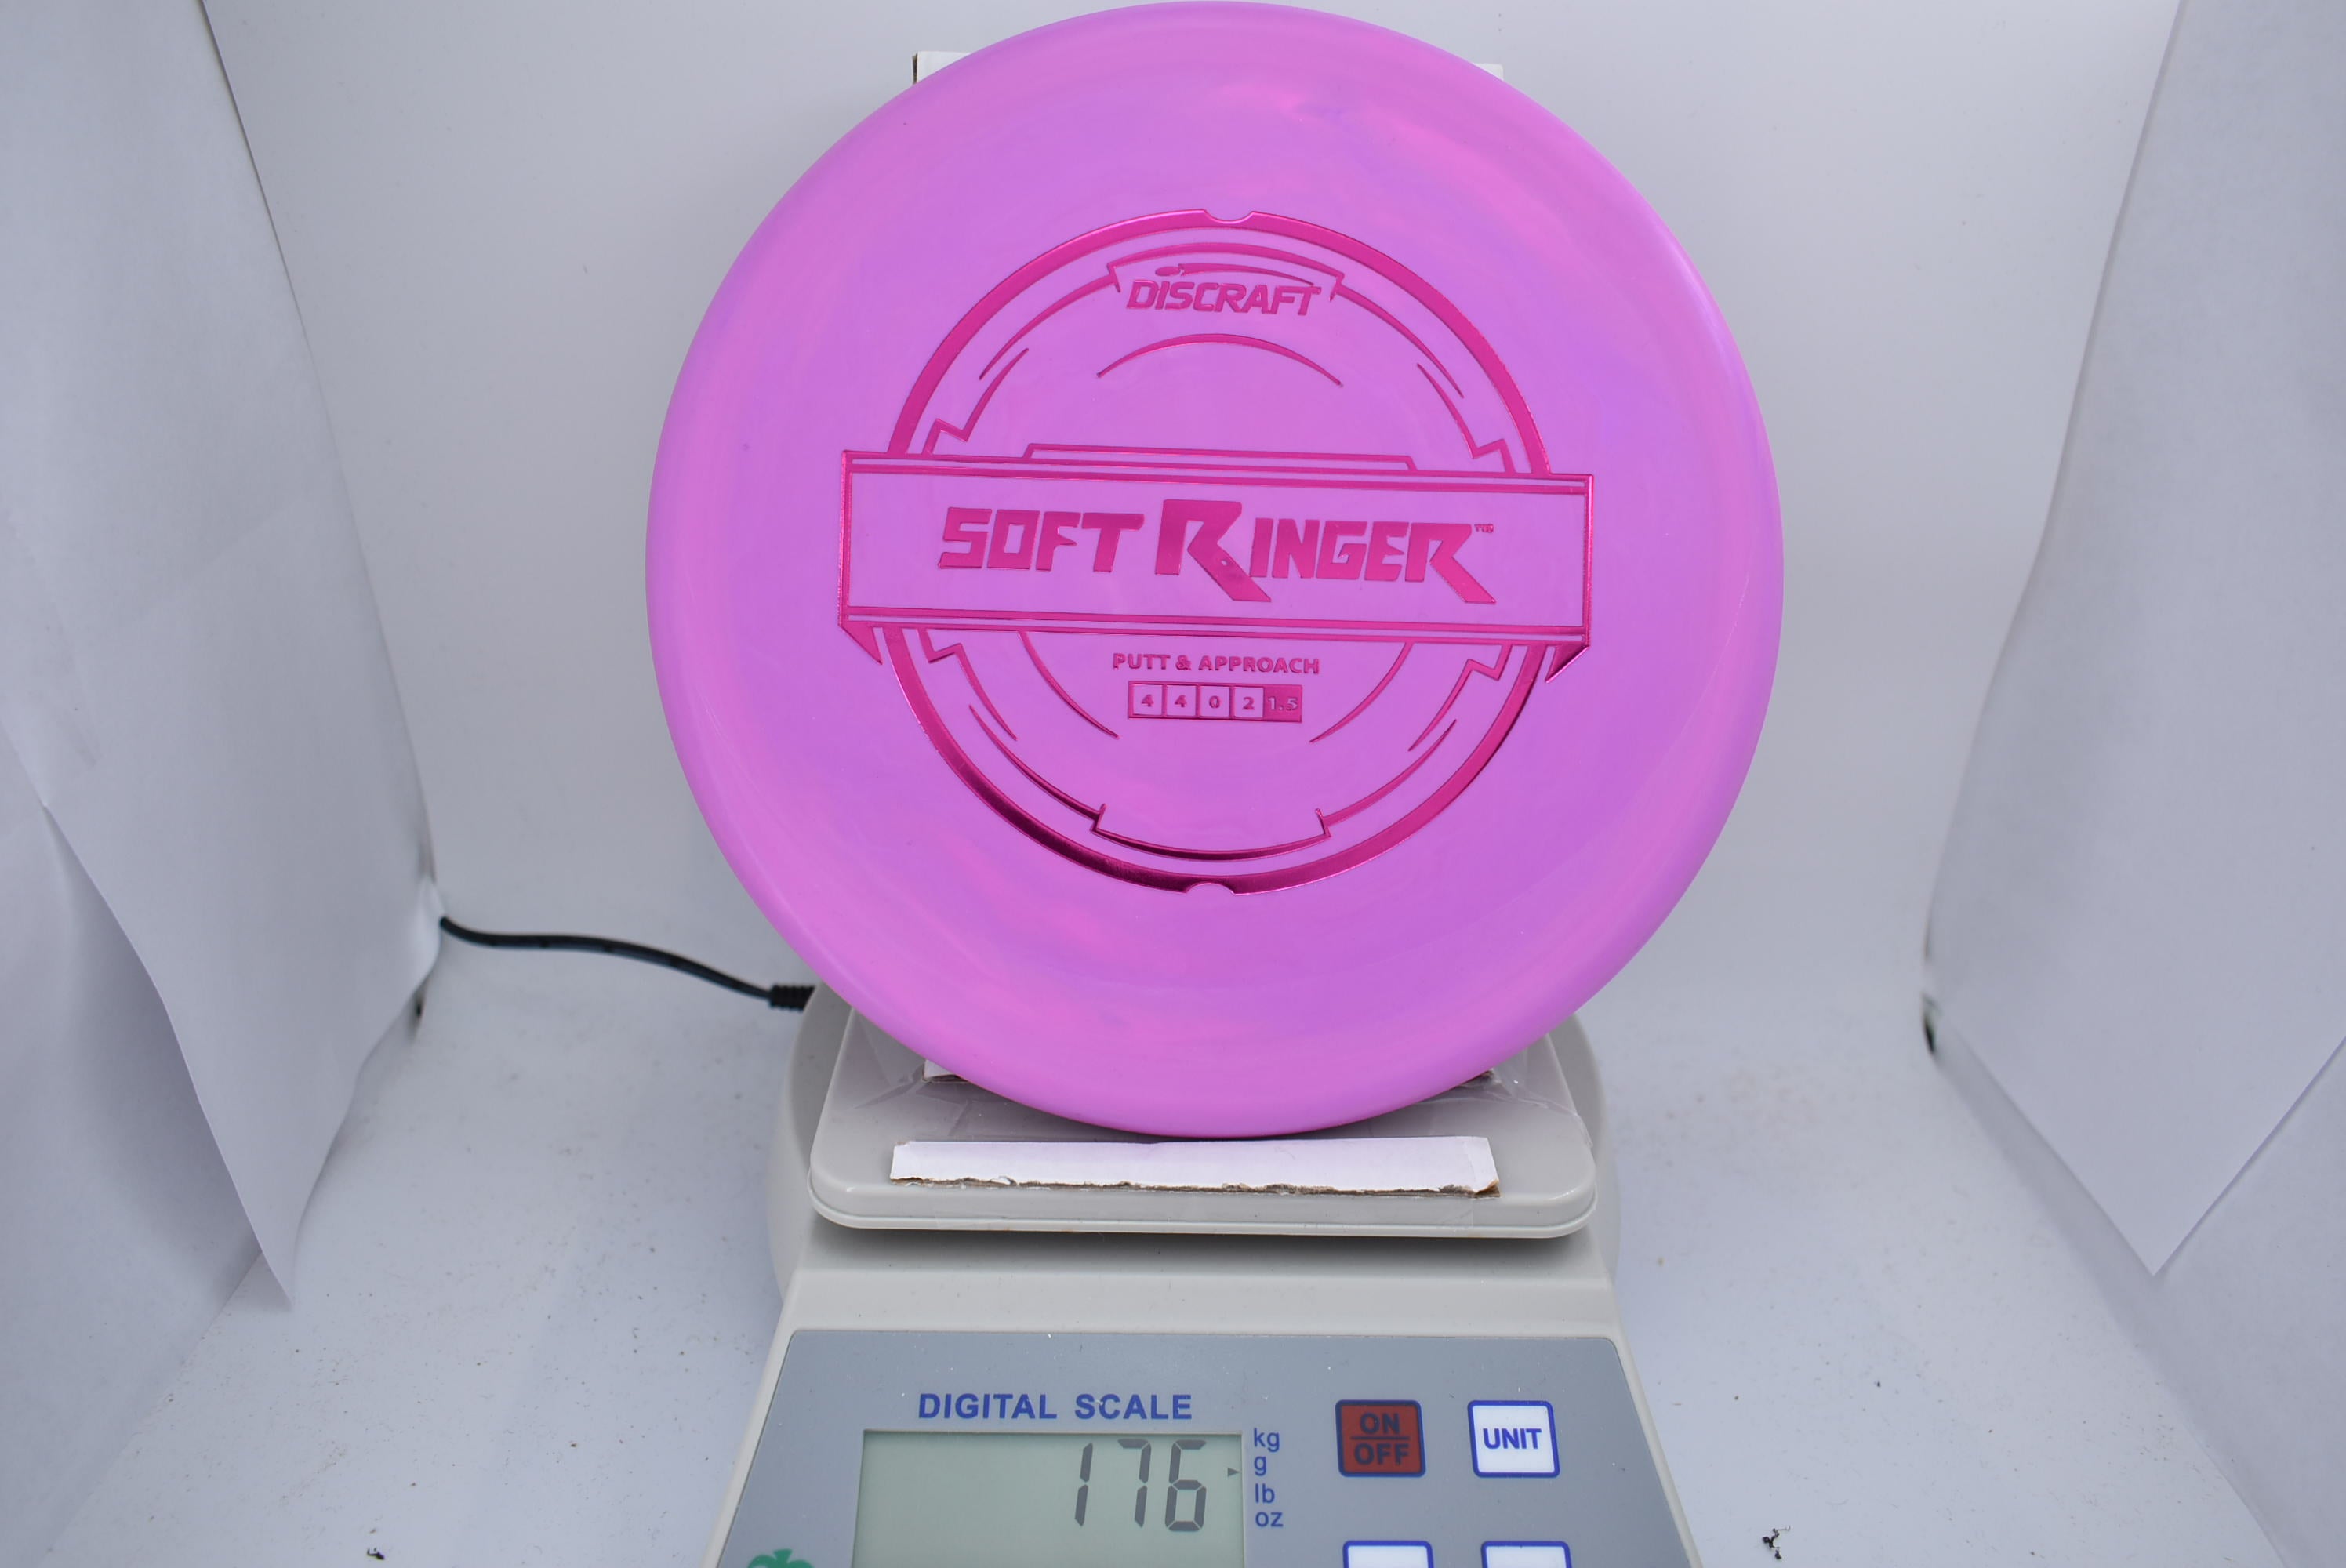 DISCRAFT
SOFT RINGER™
PUTT & APPROACH
4 4 0 2 1.5
DIGITAL SCALE
176
kg
g
lb
oz
ON
OFF
UNIT